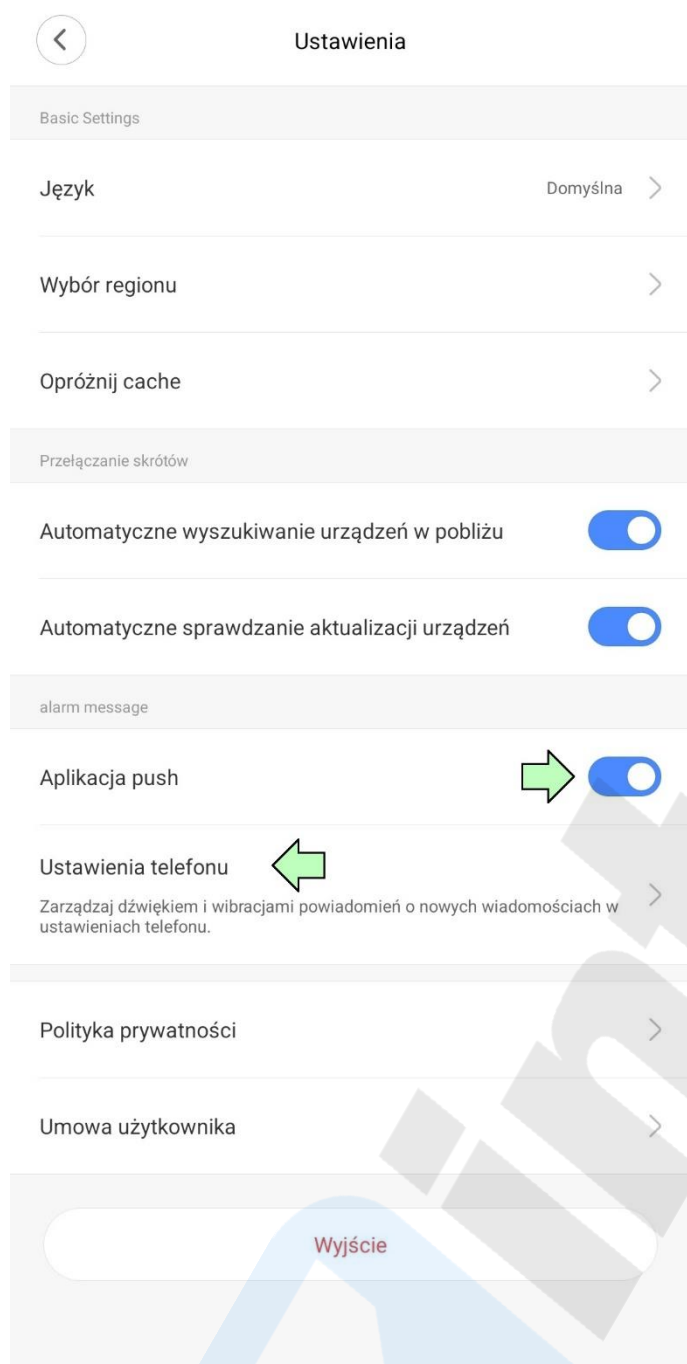 Ustawienia
Basic Settings
Język
Domyślna
Wybór regionu
Opróżnij cache
Przełączanie skrótów
Automatyczne wyszukiwanie urządzeń w pobliżu
Automatyczne sprawdzanie aktualizacji urządzeń
alarm message
Aplikacja push
Ustawienia telefonu
Zarządzaj dźwiękiem i wibracjami powiadomień o nowych wiadomościach w
ustawieniach telefonu.
Polityka prywatności
Umowa użytkownika
Wyjście